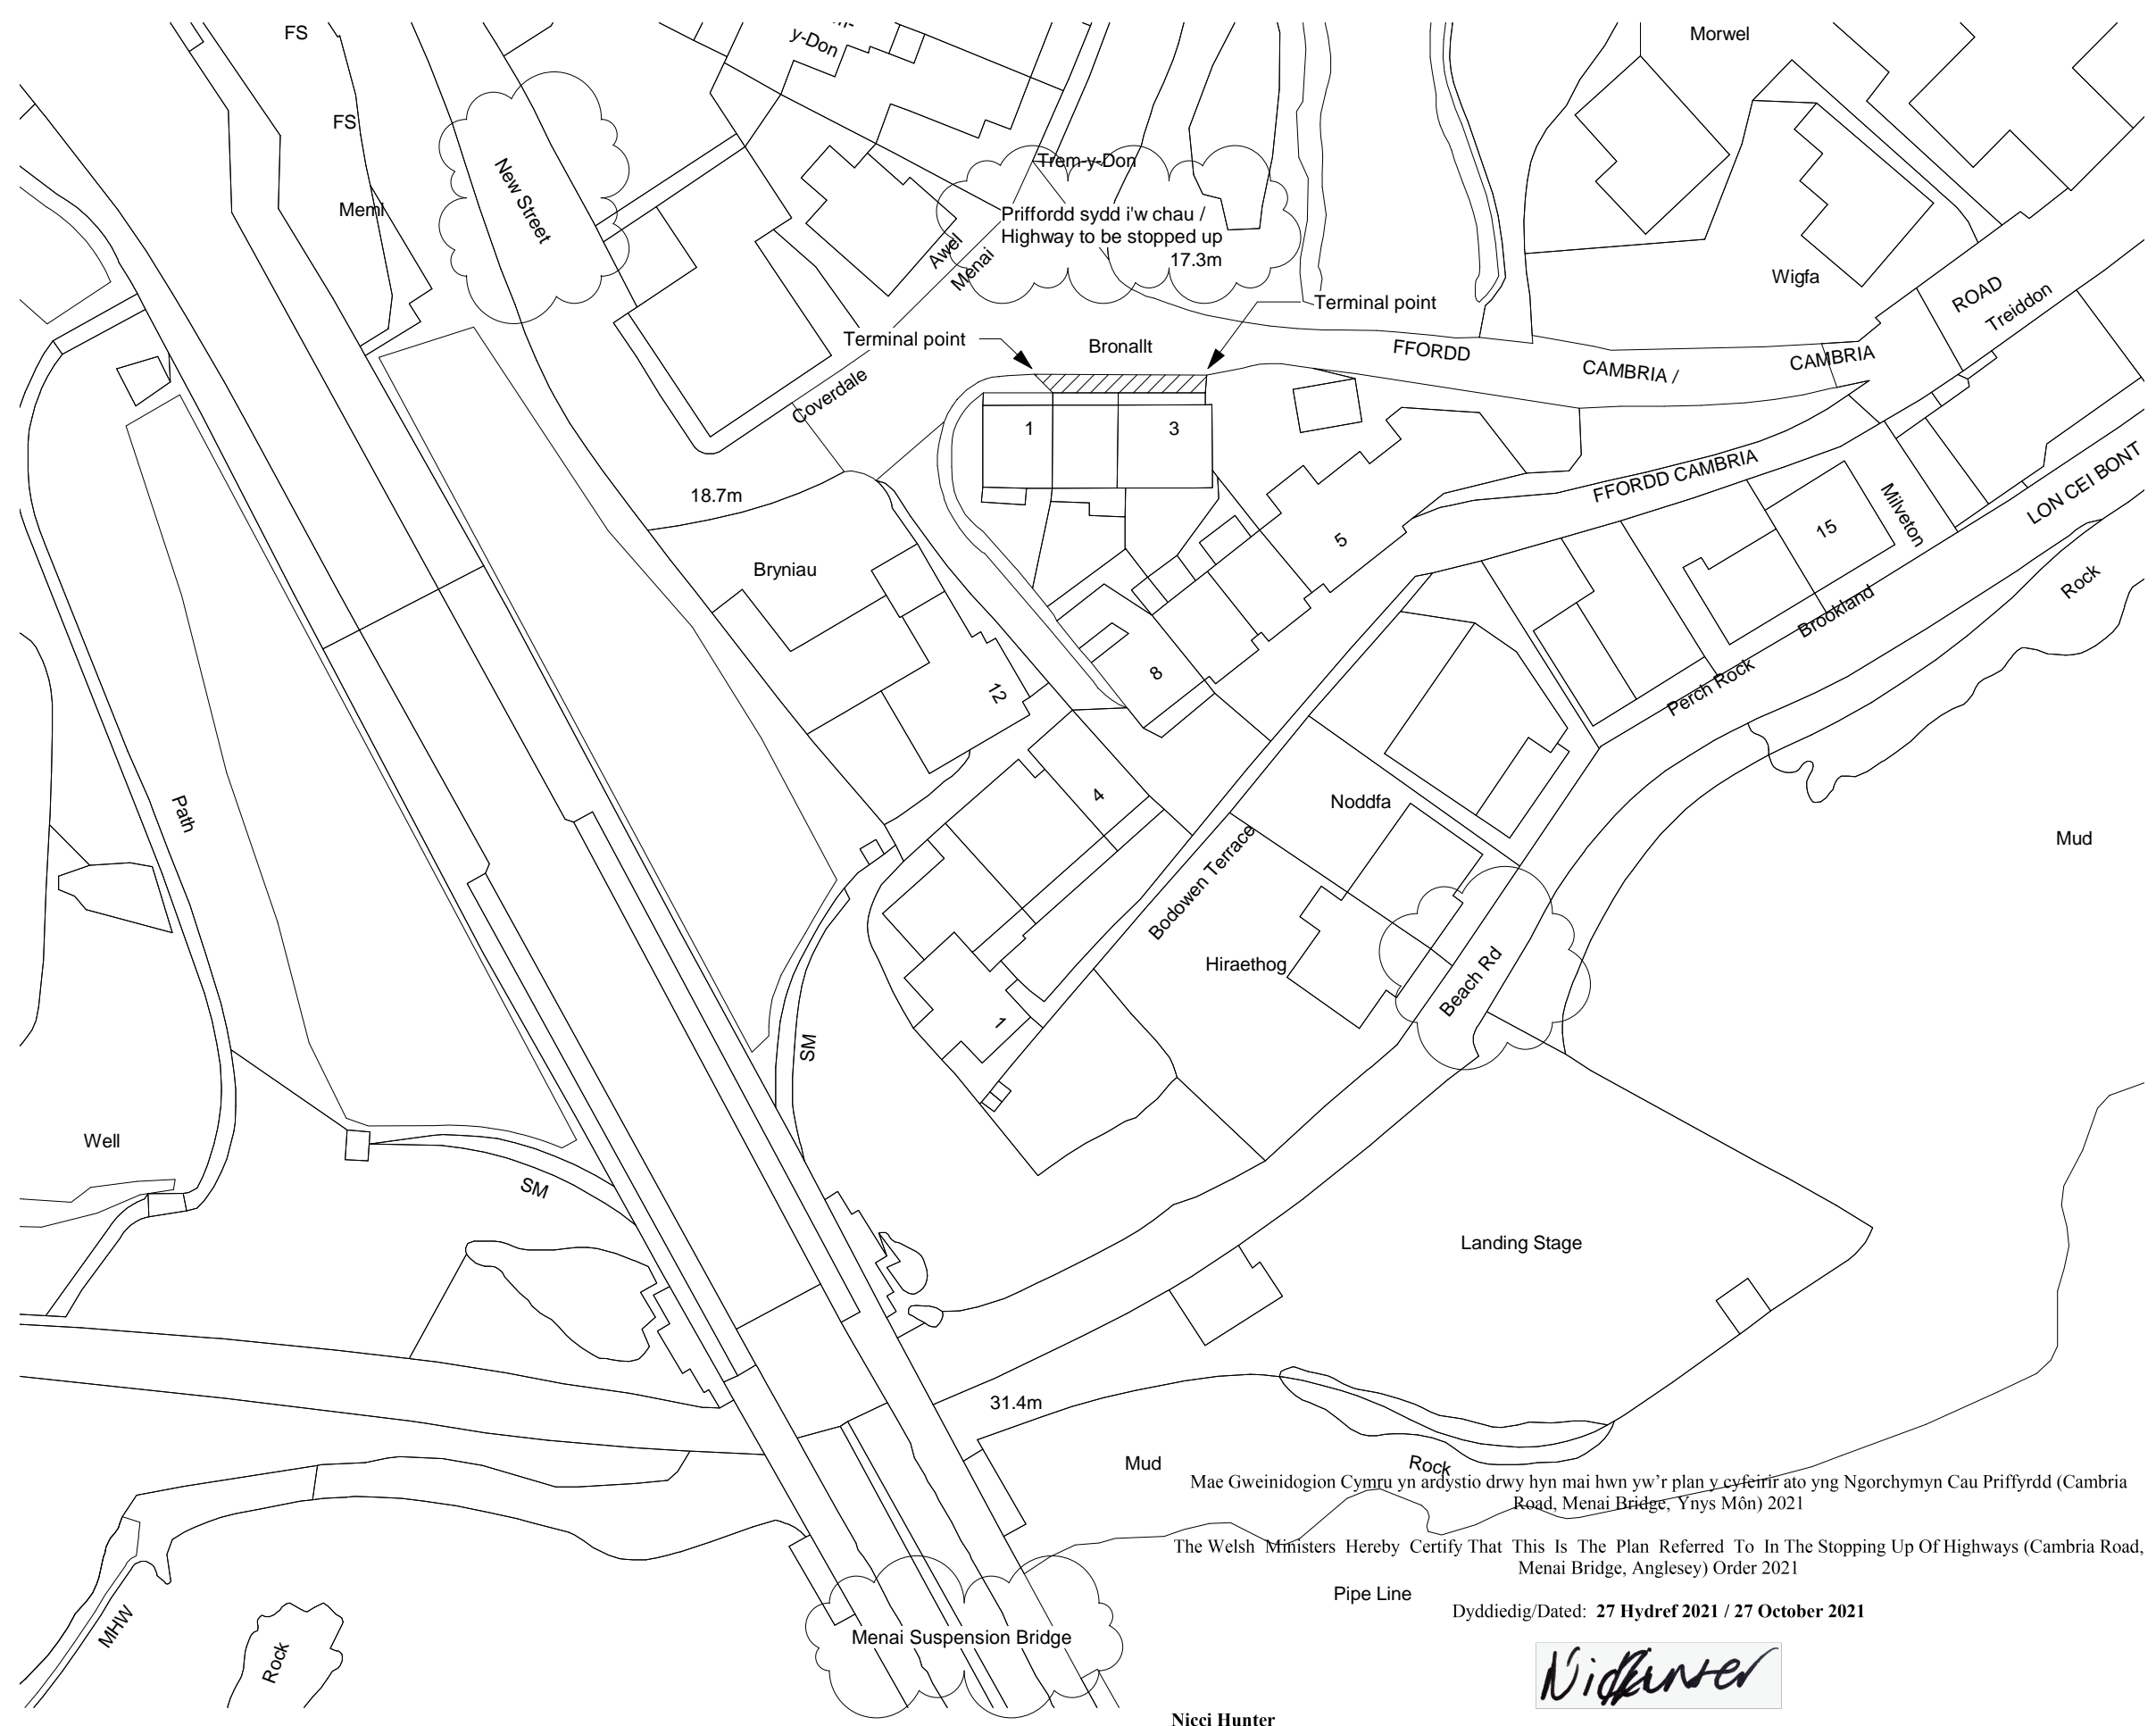 FS
y-Don
Morwel
FS
Trem-y-Don
New Street
Meml
Priffordd sydd i'w chau /
Highway to be stopped up
17.3m
Awel
Menai
Wigfa
ROAD
Treiddon
Terminal point
Terminal point
Bronallt
FFORDD
CAMBRIA /
CAMBRIA
Coverdale
1
3
18.7m
FFORDD CAMBRIA
LON CEI BONT
Milveton
15
5
Bryniau
Rock
Brookland
Perch Rock
8
12
4
Path
Noddfa
Mud
Bodowen Terrace
Hiraethog
Beach Rd
1
SM
Well
SM
Landing Stage
31.4m
Mud
Rock
Mae Gweinidogion Cymru yn ardystio drwy hyn mai hwn yw'r plan y cyfeirir ato yng Ngorchymyn Cau Priffyrdd (Cambria
Road, Menai Bridge, Ynys Môn) 2021
The Welsh Ministers Hereby Certify That This Is The Plan Referred To In The Stopping Up Of Highways (Cambria Road,
Menai Bridge, Anglesey) Order 2021
Pipe Line
Dyddiedig/Dated: 27 Hydref 2021 / 27 October 2021
MHW
Rock
Menai Suspension Bridge
Nicci Hunter
Nicci Hunter